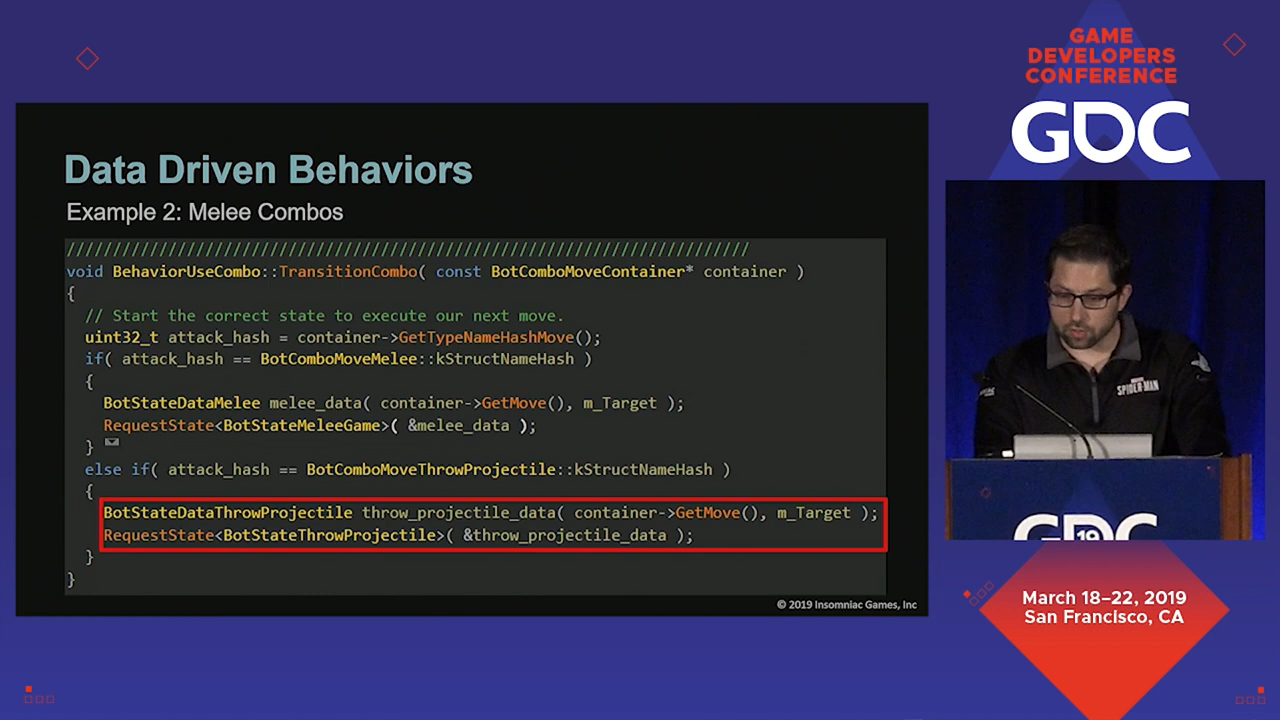 GAME
DEVELOPERS
CONFERENCE
GDC
Data Driven Behaviors
Example 2: Melee Combos
//////////////////////////////////////////////////////////////////////////
void BehaviorUseCombo::TransitionCombo( const BotComboMoveContainer* container )
{
// Start the correct state to execute our next move.
uint32_t attack_hash = container->GetTypeNameHashMove();
if( attack_hash == BotComboMoveMelee::kStructNameHash )
{
BotStateDataMelee melee_data( container->GetMove(), m_Target );
RequestState<BotStateMeleeGame>( &melee_data );
}
else if( attack_hash == BotComboMoveThrowProjectile::kStructNameHash )
{
BotStateDataThrowProjectile throw_projectile_data( container->GetMove(), m_Target );
RequestState<BotStateThrowProjectile>( &throw_projectile_data );
}
}
© 2019 Insomniac Games, Inc
MARVEL
SPIDER-MAN
GDC
19
March 18–22, 2019
San Francisco, CA